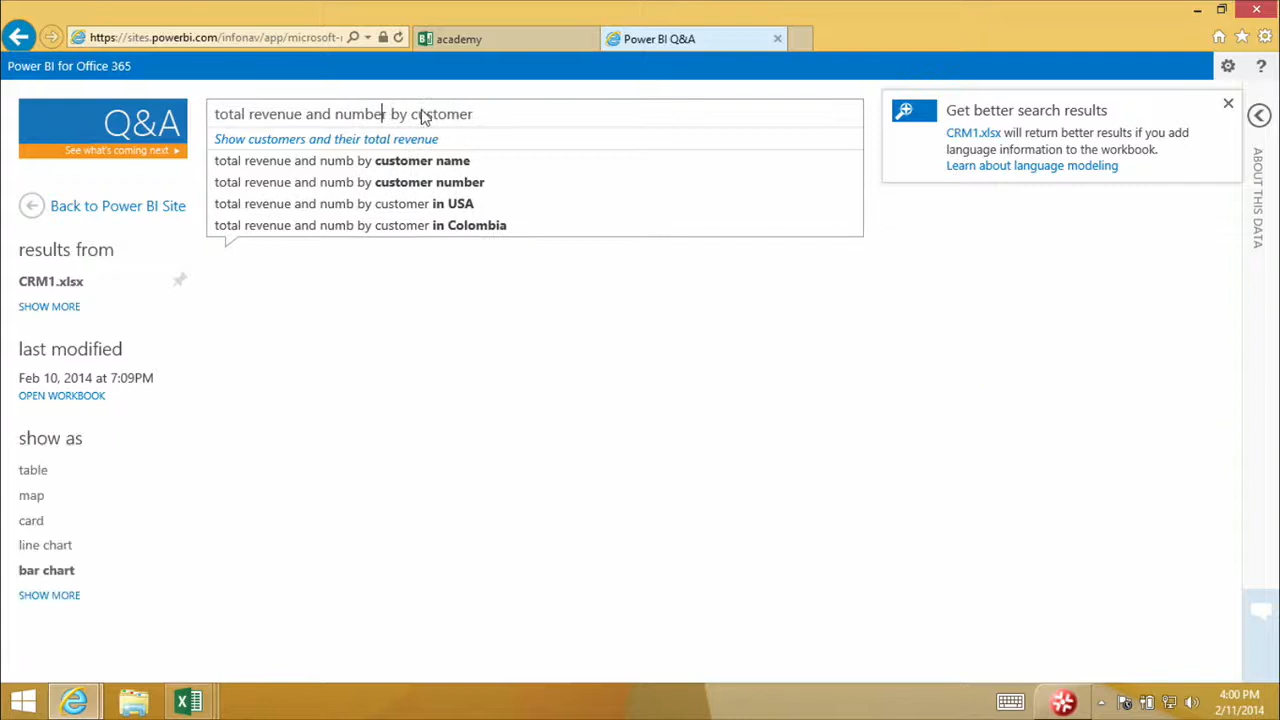 https://sites.powerbi.com/infonav/app/microsoft-
academy
Power BI Q&A
Power BI for Office 365
Q&A
See what's coming next
total revenue and number by customer
Show customers and their total revenue
total revenue and numb by customer name
total revenue and numb by customer number
total revenue and numb by customer in USA
total revenue and numb by customer in Colombia
Get better search results
CRM1.xlsx will return better results if you add
language information to the workbook.
Learn about language modeling
ABOUT THIS DATA
Back to Power BI Site
results from
CRM1.xlsx
SHOW MORE
last modified
Feb 10, 2014 at 7:09PM
OPEN WORKBOOK
show as
table
map
card
line chart
bar chart
SHOW MORE
4:00 PM
2/11/2014